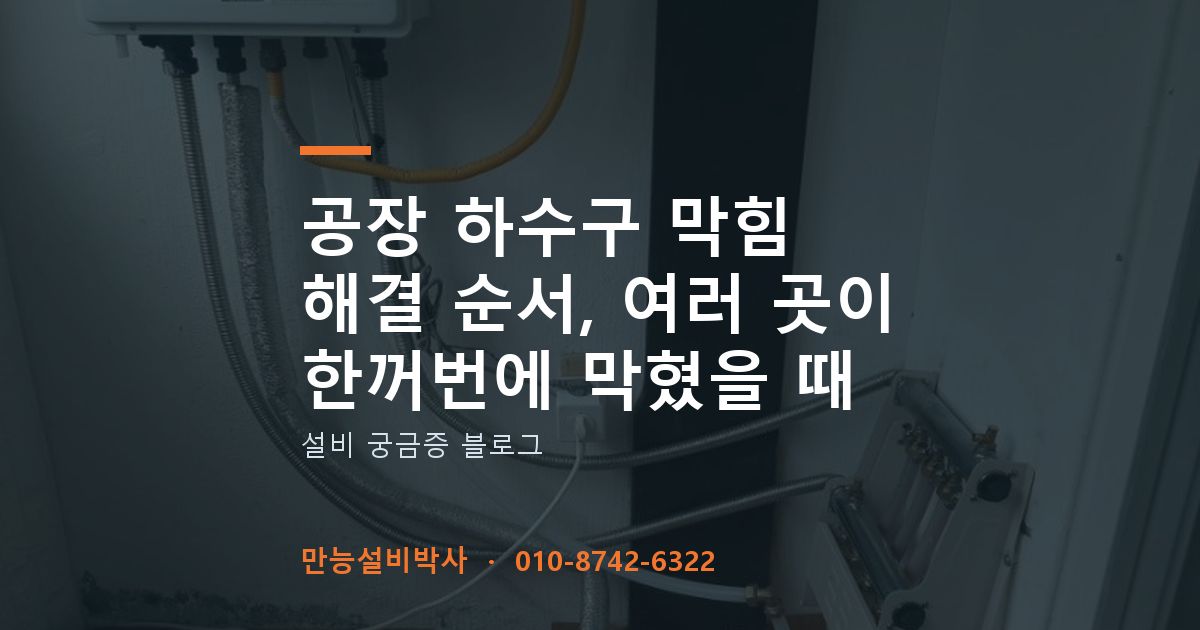 공장 하수구 막힘
해결 순서, 여러 곳이
한꺼번에 막혔을 때
설비 궁금증 블로그
만능설비박사 · 010-8742-6322